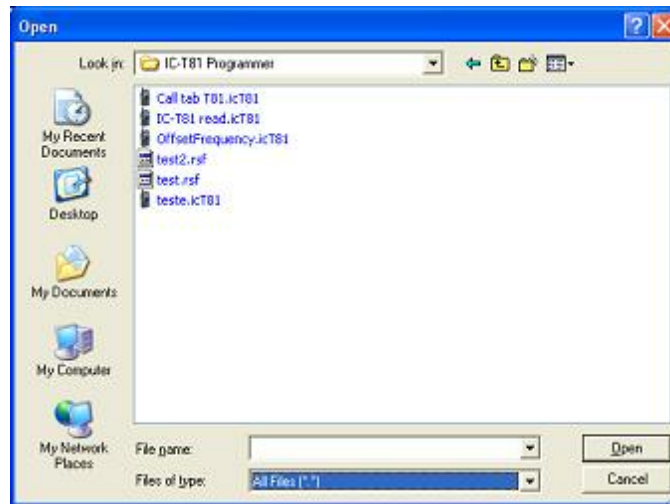 Open
Look in:
IC-T81 Programmer
Call tab T81.icT81
IC-T81 read.icT81
OffsetFrequency.icT81
test2.rsf
test.rsf
teste.icT81
My Recent
Documents
Desktop
My Documents
My Computer
My Network
Places
File name:
Open
Files of type:
All Files (*.*)
Cancel